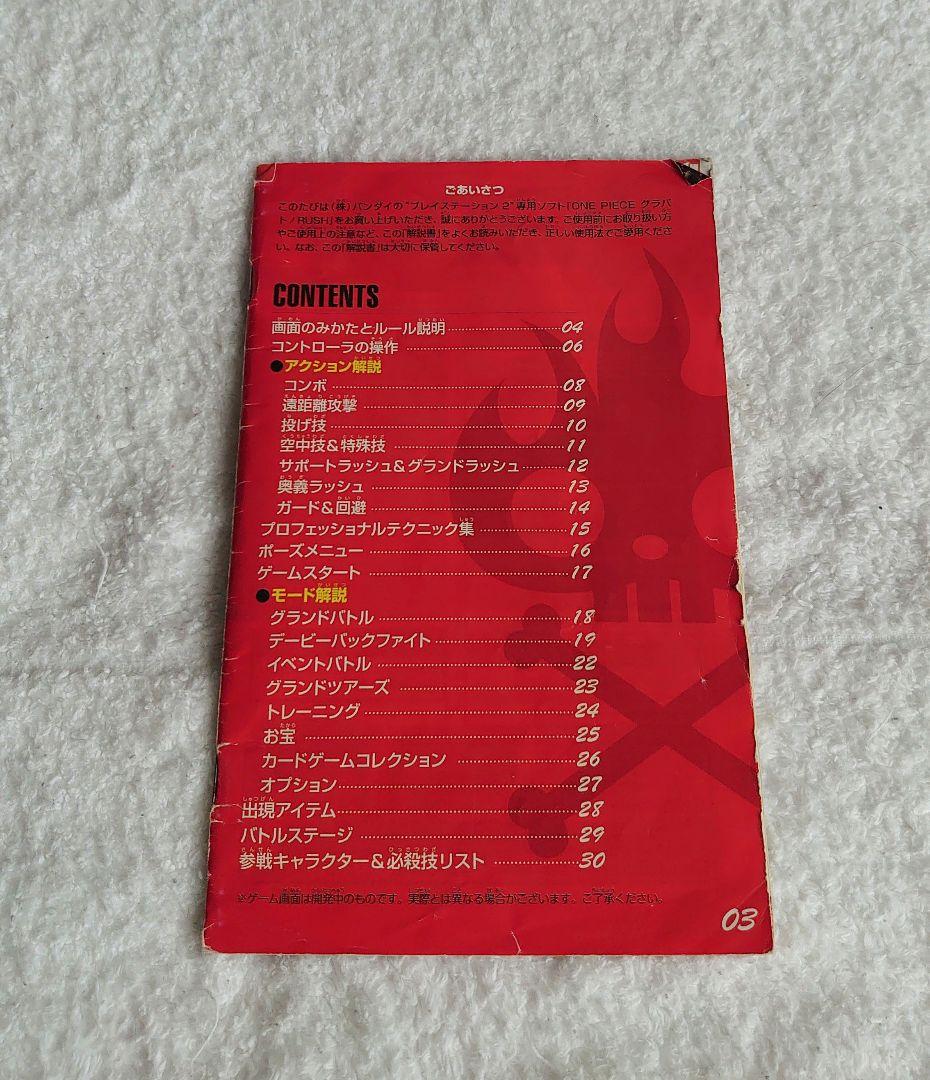 ごあいさつ
このたびは(株)バンダイの"プレイステーション 2"専用ソフト「ONE PIECE グラバ
ト！RUSH」をお買い上げいただき、誠にありがとうございます。ご使用前にお取り扱い方
やご使用上の注意など、この「解説書」をよくお読みいただき、正しい使用法でご愛用くださ
い。なお、この「解説書」は大切に保管してください。
CONTENTS
画面のみかたとルール説明 04
コントローラの操作 06
●アクション解説
コンボ 08
遠距離攻撃 09
投げ技 10
空中技＆特殊技 11
サポートラッシュ＆グランドラッシュ 12
奥義ラッシュ 13
ガード＆回避 14
プロフェッショナルテクニック集 15
ポーズメニュー 16
ゲームスタート 17
●モード解説
グランドバトル 18
デービーバックファイト 19
イベントバトル 22
グランドツアーズ 23
トレーニング 24
お宝 25
カードゲームコレクション 26
オプション 27
出現アイテム 28
バトルステージ 29
参戦キャラクター＆必殺技リスト 30
※ゲーム画面は開発中のものです。実際とは異なる場合がございます。ご了承ください。
03